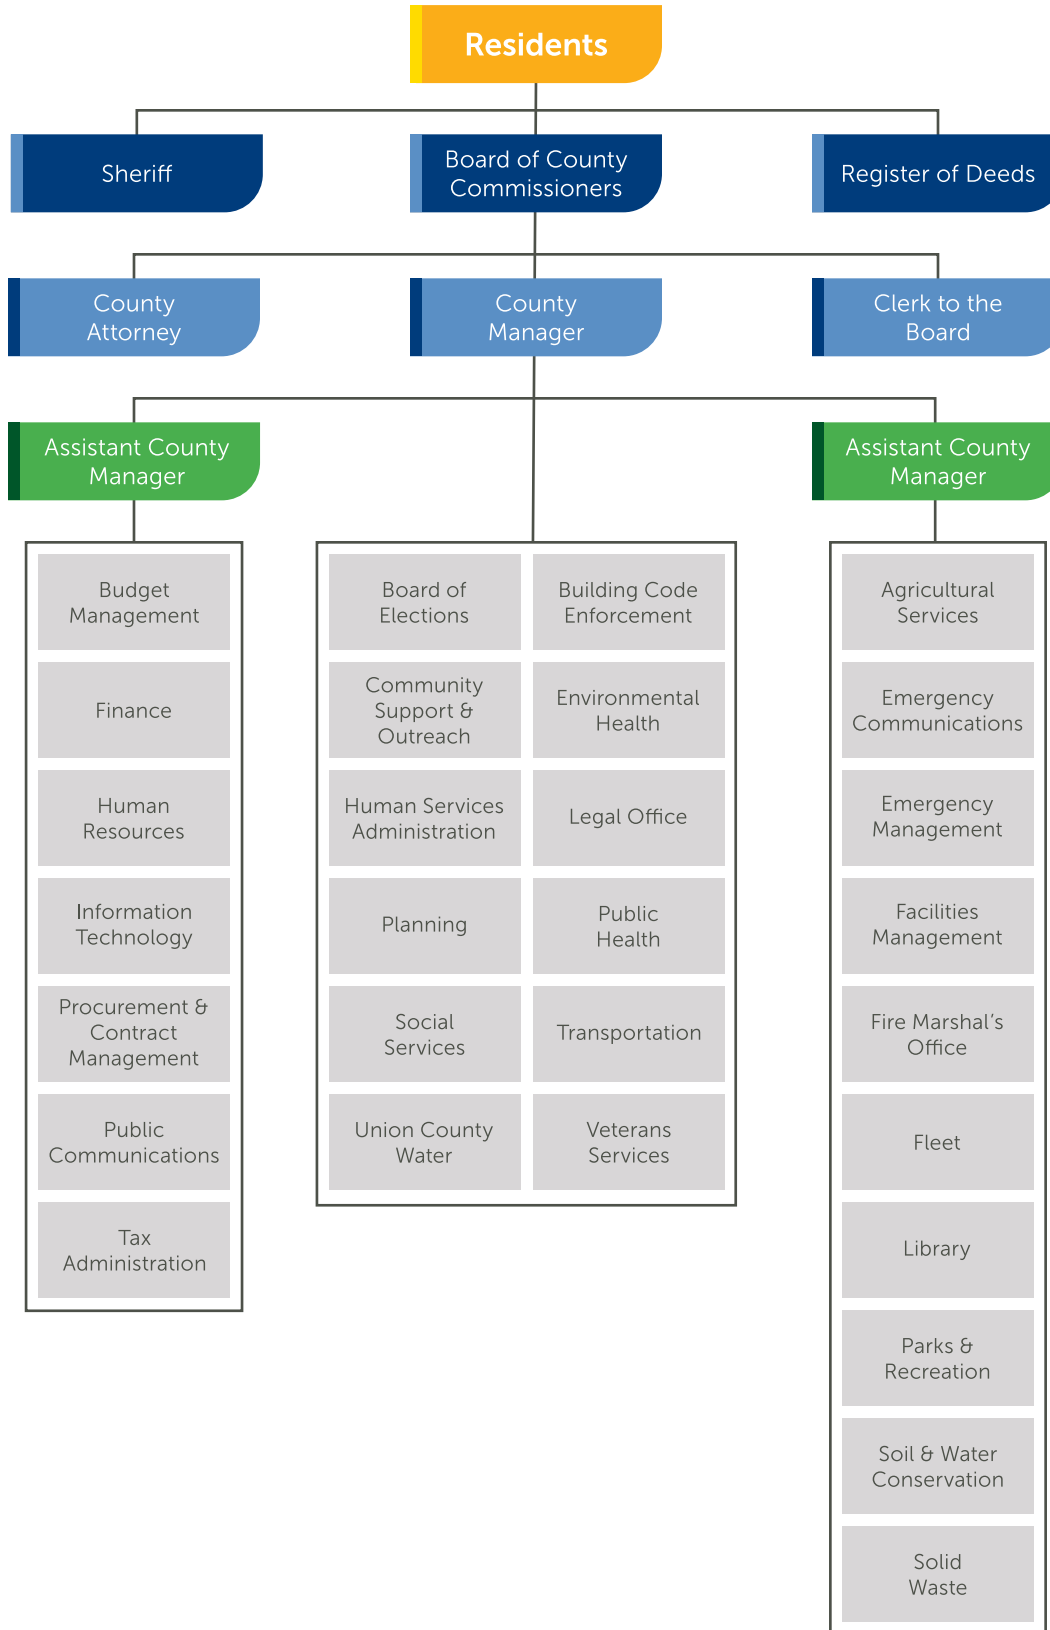 Residents
Sheriff
Board of County
Commissioners
Register of Deeds
County
Attorney
County
Manager
Clerk to the
Board
Assistant County
Manager
Assistant County
Manager
Budget
Management
Finance
Human
Resources
Information
Technology
Procurement &
Contract
Management
Public
Communications
Tax
Administration
Board of
Elections
Building Code
Enforcement
Community
Support &
Outreach
Environmental
Health
Human Services
Administration
Legal Office
Planning
Public
Health
Social
Services
Transportation
Union County
Water
Veterans
Services
Agricultural
Services
Emergency
Communications
Emergency
Management
Facilities
Management
Fire Marshal’s
Office
Fleet
Library
Parks &
Recreation
Soil & Water
Conservation
Solid
Waste